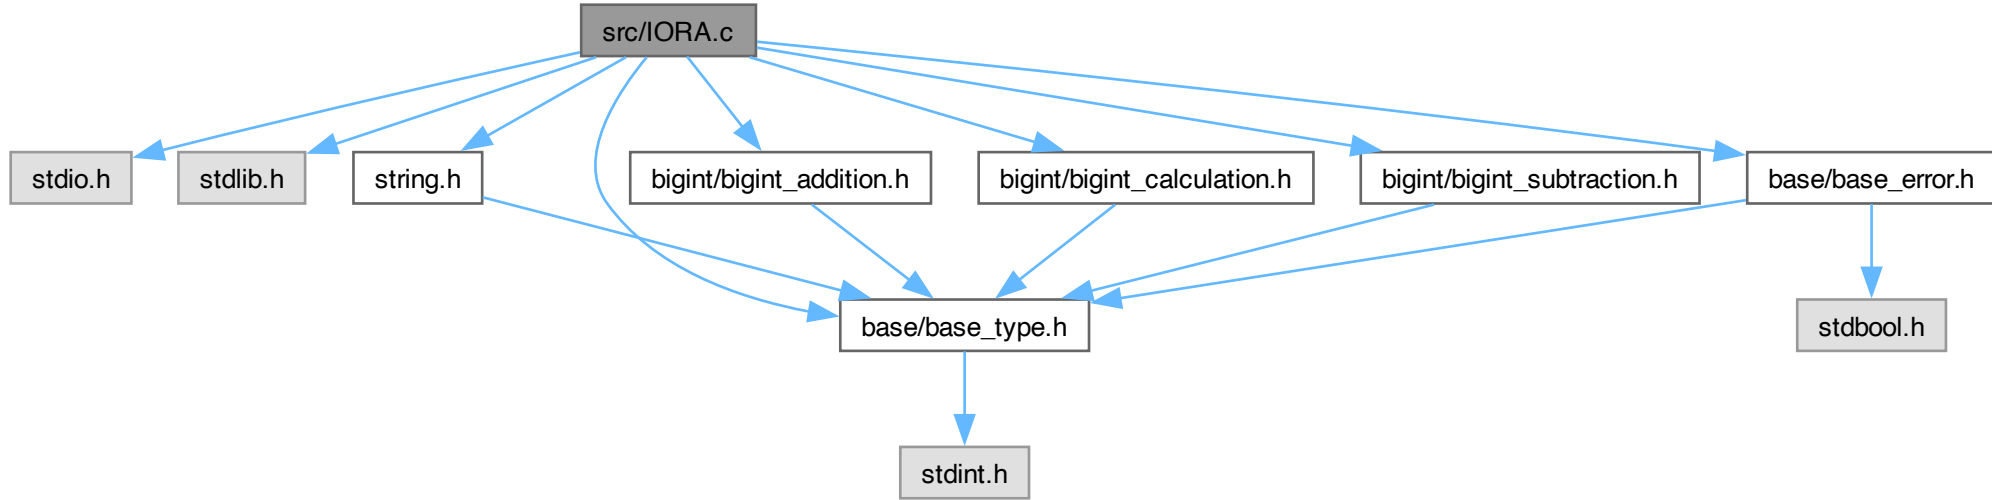 src/IORA.c
stdio.h
stdlib.h
string.h
bigint/bigint_addition.h
bigint/bigint_calculation.h
bigint/bigint_subtraction.h
base/base_error.h
base/base_type.h
stdbool.h
stdint.h